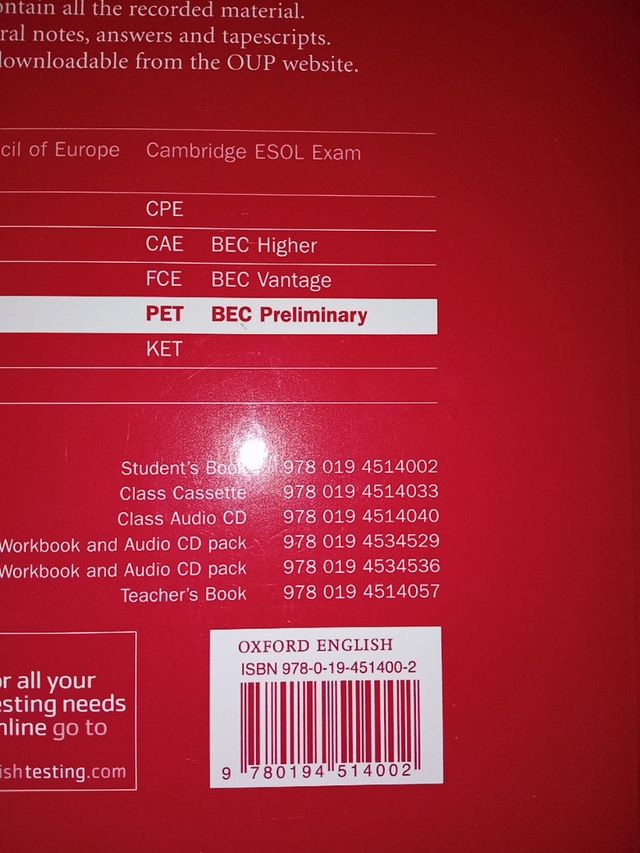 ontain all the recorded material.
ral notes, answers and tapescripts.
downloadable from the OUP website.
cil of Europe Cambridge ESOL Exam
CPE
CAE BEC Higher
FCE BEC Vantage
PET BEC Preliminary
KET
Student's Book 978 019 4514002
Class Cassette 978 019 4514033
Class Audio CD 978 019 4514040
Workbook and Audio CD pack 978 019 4534529
Workbook and Audio CD pack 978 019 4534536
Teacher's Book 978 019 4514057
or all your
esting needs
nline go to
ishtesting.com
OXFORD ENGLISH
ISBN 978-0-19-451400-2
9 780194 514002